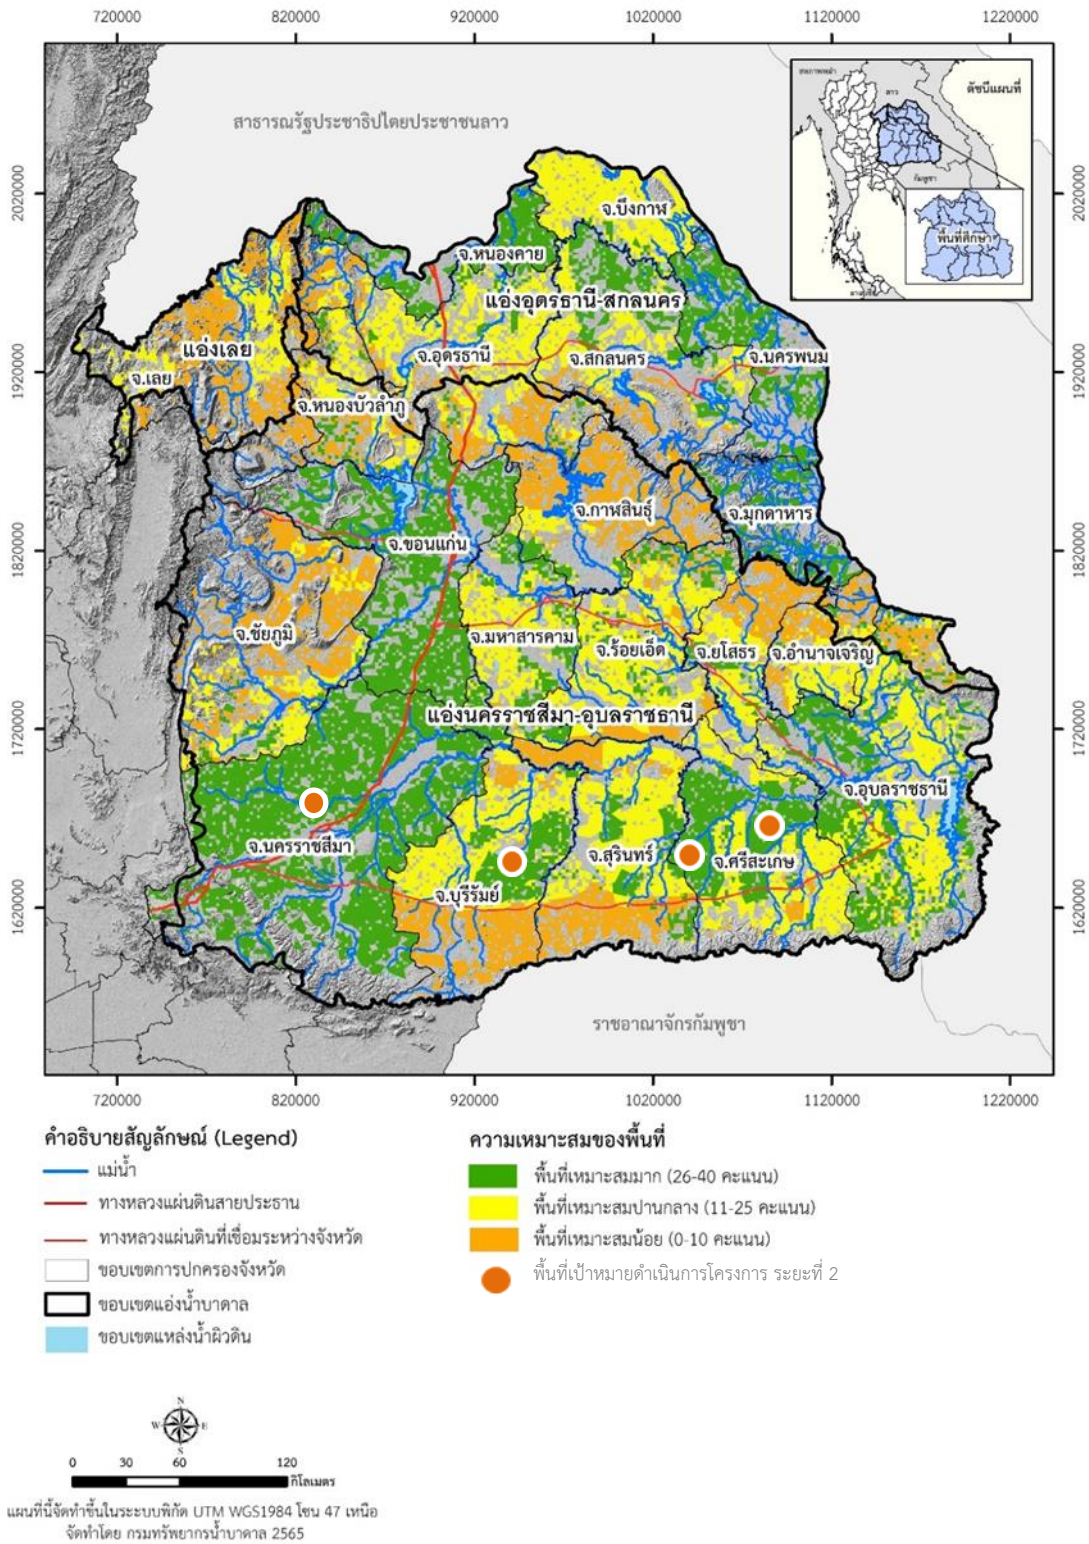 720000 820000 920000 1020000 1120000 1220000
สาธารณรัฐประชาธิปไตยประชาชนลาว
ลาว
ดัชนีแผนที่
กัมพูชา
พื้นที่ศึกษา
2020000
2020000
จ.บึงกาฬ
จ.หนองคาย
แอ่งอุดรธานี-สกลนคร
แอ่งเลย
จ.อุดรธานี
จ.สกลนคร
จ.นครพนม
1920000
1920000
จ.เลย
จ.หนองบัวลำภู
จ.กาฬสินธุ์
จ.มุกดาหาร
จ.ขอนแก่น
1820000
1820000
จ.ชัยภูมิ
จ.มหาสารคาม
จ.ร้อยเอ็ด
จ.ยโสธร
จ.อำนาจเจริญ
แอ่งนครราชสีมา-อุบลราชธานี
1720000
1720000
จ.อุบลราชธานี
จ.นครราชสีมา
จ.สุรินทร์
จ.ศรีสะเกษ
จ.บุรีรัมย์
1620000
1620000
ราชอาณาจักรกัมพูชา
720000 820000 920000 1020000 1120000 1220000
คำอธิบายสัญลักษณ์ (Legend)
แม่น้ำ
ทางหลวงแผ่นดินสายประธาน
ทางหลวงแผ่นดินที่เชื่อมระหว่างจังหวัด
ขอบเขตการปกครองจังหวัด
ขอบเขตแอ่งน้ำบาดาล
ขอบเขตแหล่งน้ำผิวดิน
ความเหมาะสมของพื้นที่
พื้นที่เหมาะสมมาก (26-40 คะแนน)
พื้นที่เหมาะสมปานกลาง (11-25 คะแนน)
พื้นที่เหมาะสมน้อย (0-10 คะแนน)
พื้นที่เป้าหมายดำเนินการโครงการ ระยะที่ 2
N
W E
S
0 30 60 120
กิโลเมตร
แผนที่นี้จัดทำขึ้นในระะบบพิกัด UTM WGS1984 โซน 47 เหนือ
จัดทำโดย กรมทรัพยากรน้ำบาดาล 2565